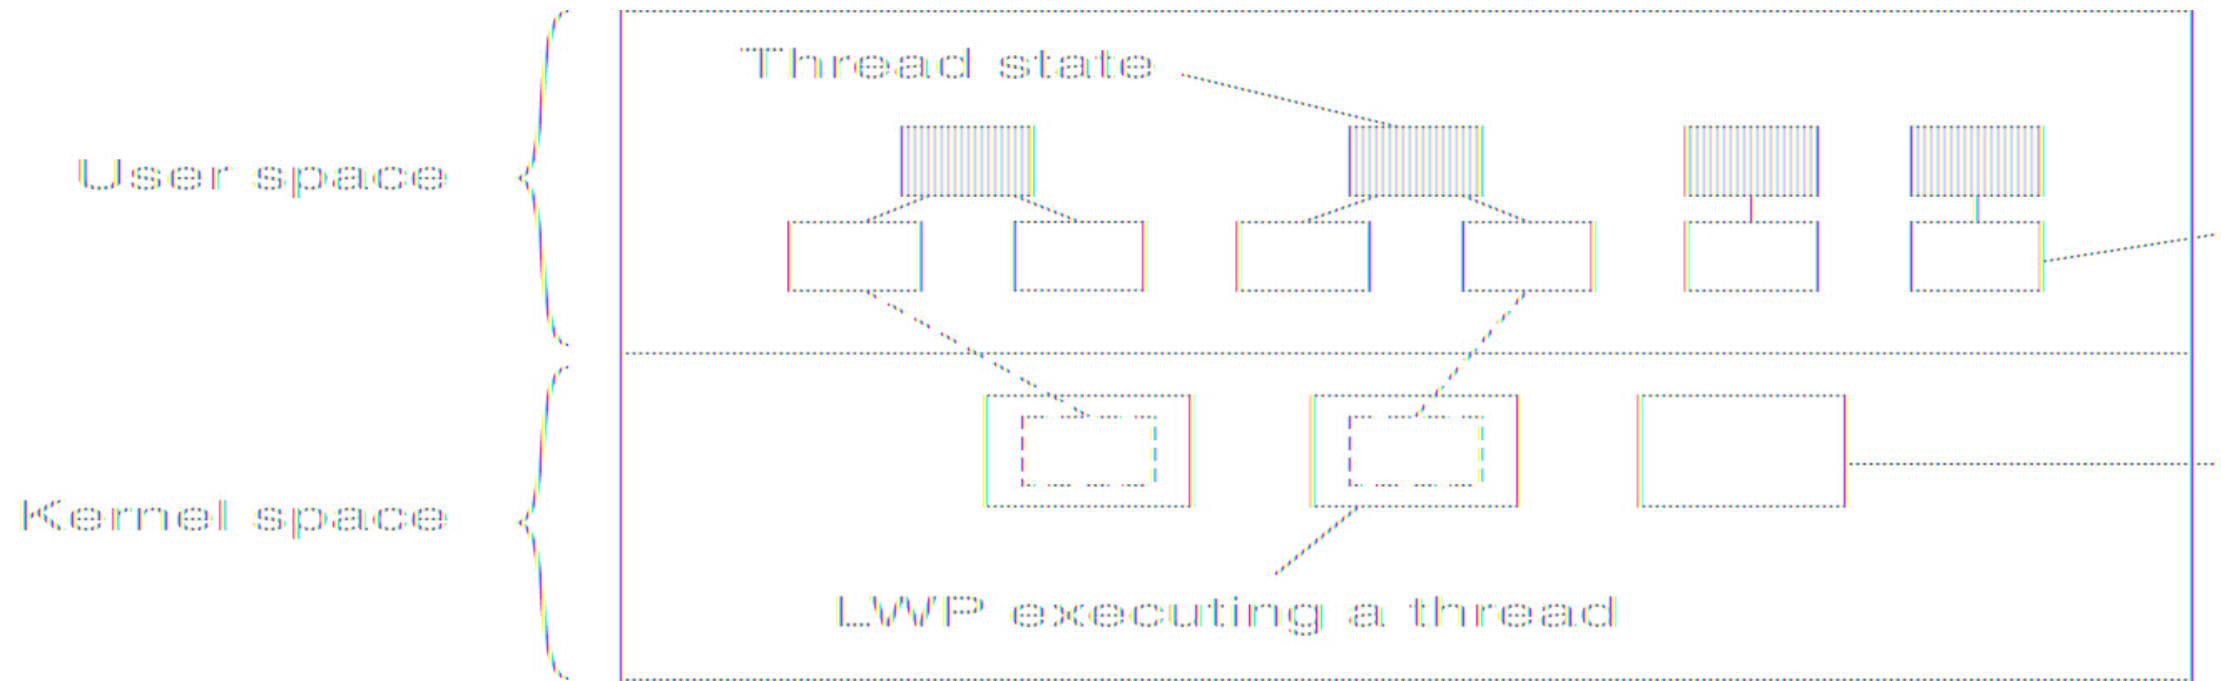 Thread state
User space
Kernel space
LWP executing a thread